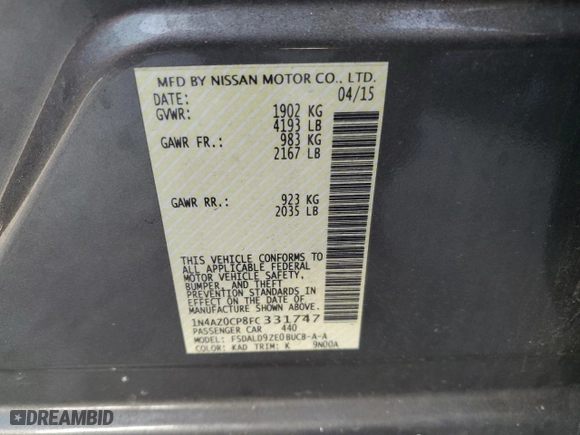 MFD BY NISSAN MOTOR CO., LTD.
DATE: 04/15
GVWR: 1902 KG
4193 LB
GAWR FR.: 983 KG
2167 LB
GAWR RR.: 923 KG
2035 LB
THIS VEHICLE CONFORMS TO
ALL APPLICABLE FEDERAL
MOTOR VEHICLE SAFETY,
BUMPER, AND THEFT
PREVENTION STANDARDS
IN EFFECT ON THE DATE OF
MANUFACTURE SHOWN ABOVE.
1N4AZ0CP8FC331747
PASSENGER CAR 440
MODEL: FSDALD9ZE0BUCB-A-A
COLOR: KAD TRIM: K 9N00A
DREAMBID